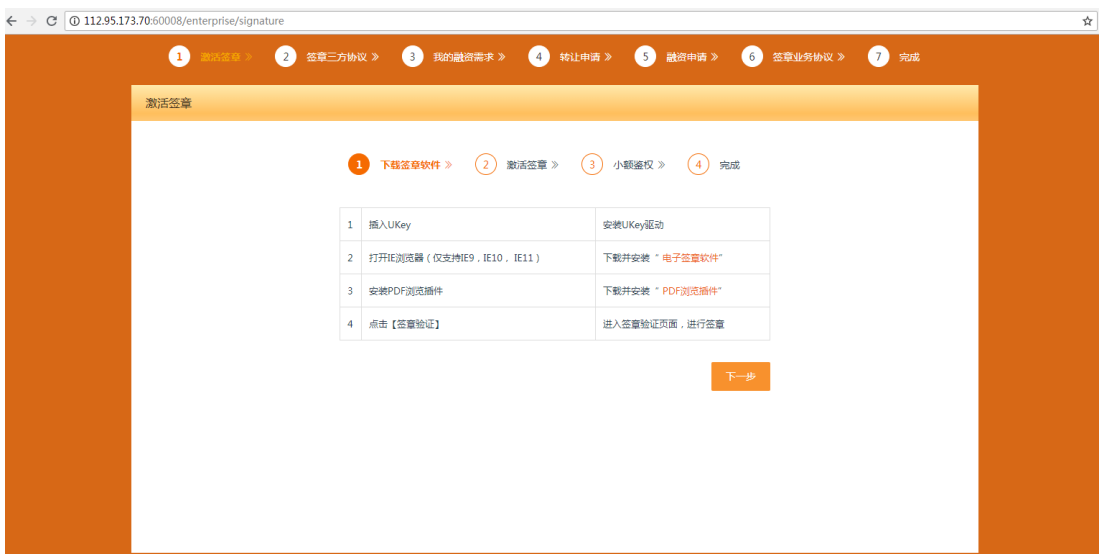 112.95.173.70:60008/enterprise/signature
1 激活签章 » 2 签章三方协议 » 3 我的融资需求 » 4 转让申请 » 5 融资申请 » 6 签章业务协议 » 7 完成
激活签章
1 下载签章软件 » 2 激活签章 » 3 小额鉴权 » 4 完成
1 插入UKey 安装UKey驱动
2 打开IE浏览器(仅支持IE9,IE10,IE11) 下载并安装“电子签章软件”
3 安装PDF浏览插件 下载并安装“PDF浏览插件”
4 点击【签章验证】 进入签章验证页面,进行签章
下一步